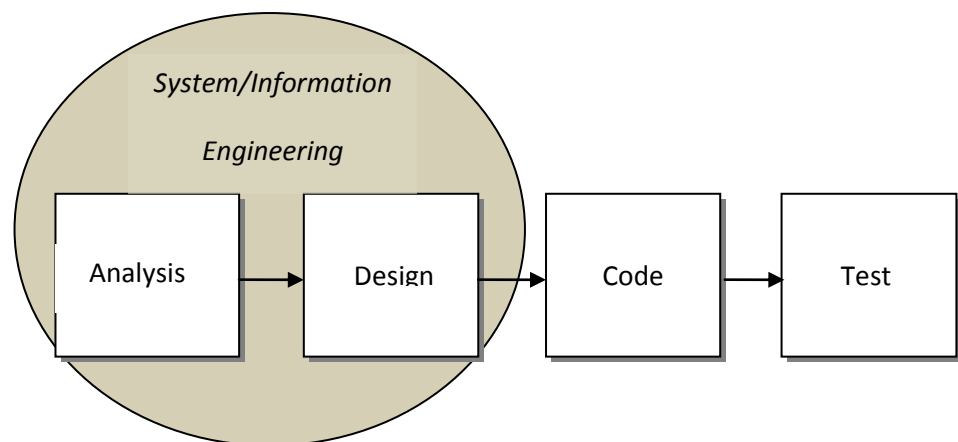 System/Information
Engineering
Analysis
Design
Code
Test